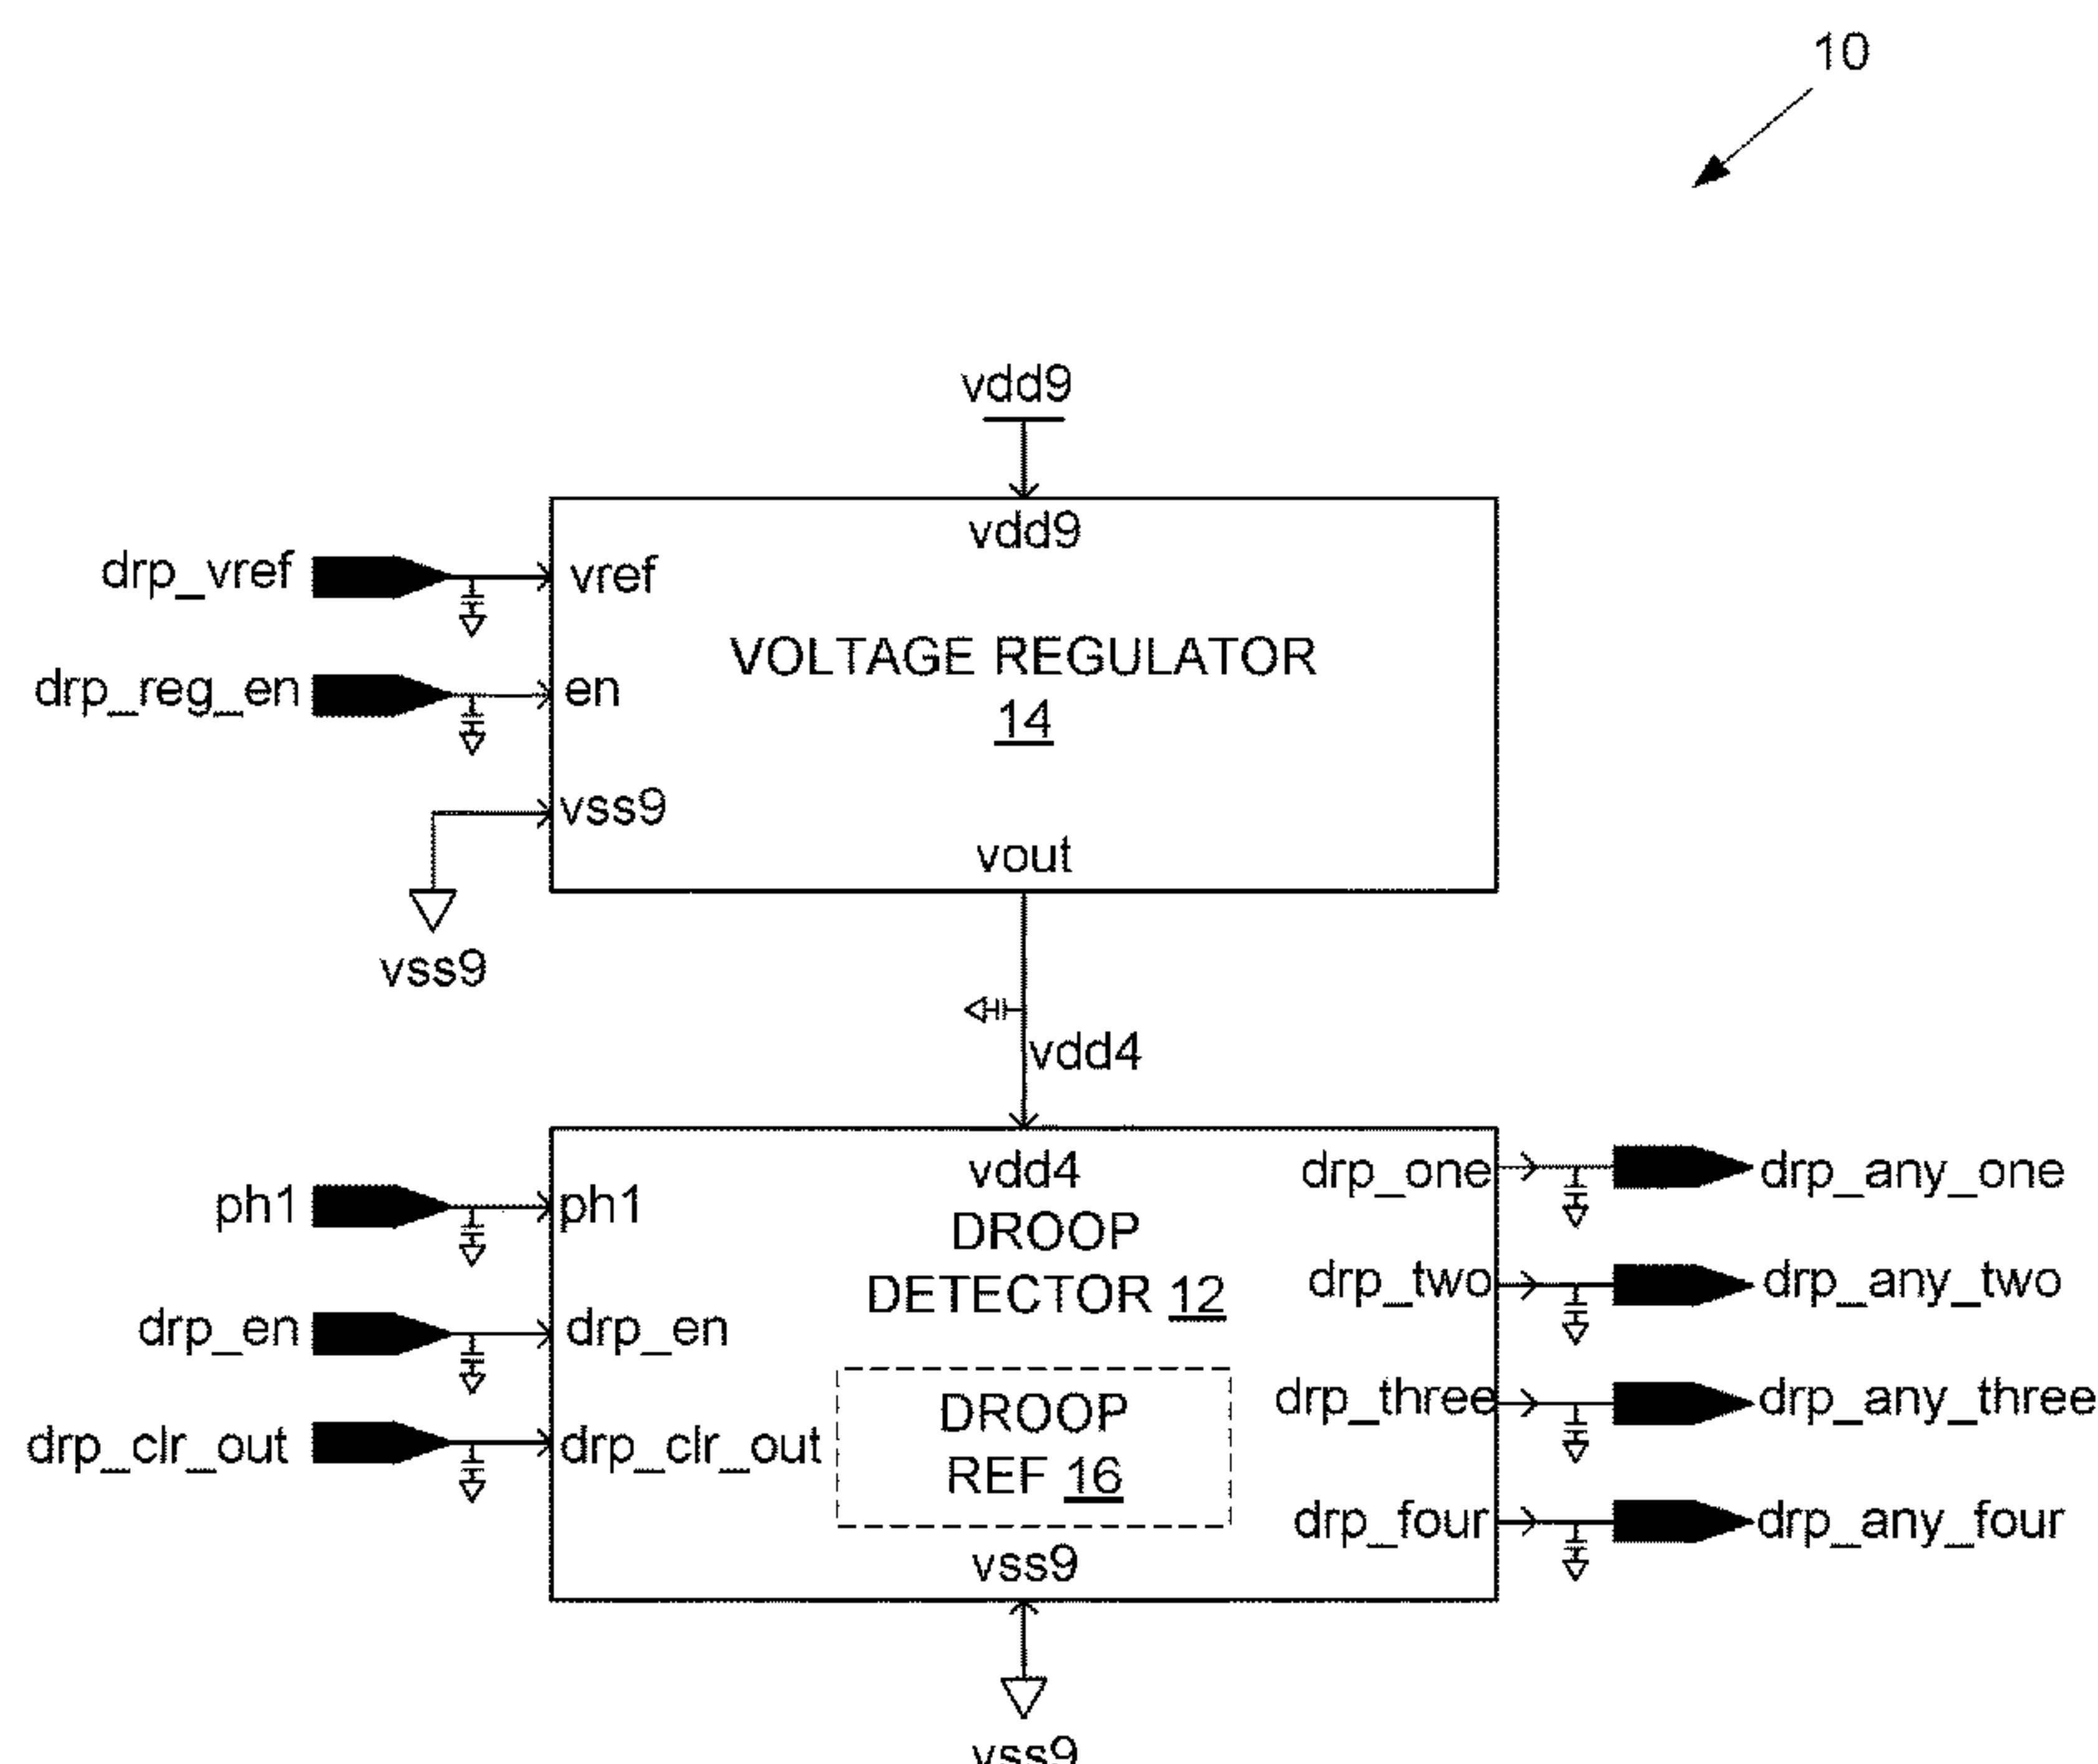 10
vdd9
vdd9
drp_vref
vref
VOLTAGE REGULATOR
14
drp_reg_en
en
vss9
vout
vss9
vdd4
vdd4
DROOP
DETECTOR 12
ph1
ph1
drp_en
drp_en
drp_clr_out
drp_clr_out
DROOP
REF 16
vss9
drp_one
drp_any_one
drp_two
drp_any_two
drp_three
drp_any_three
drp_four
drp_any_four
vss9